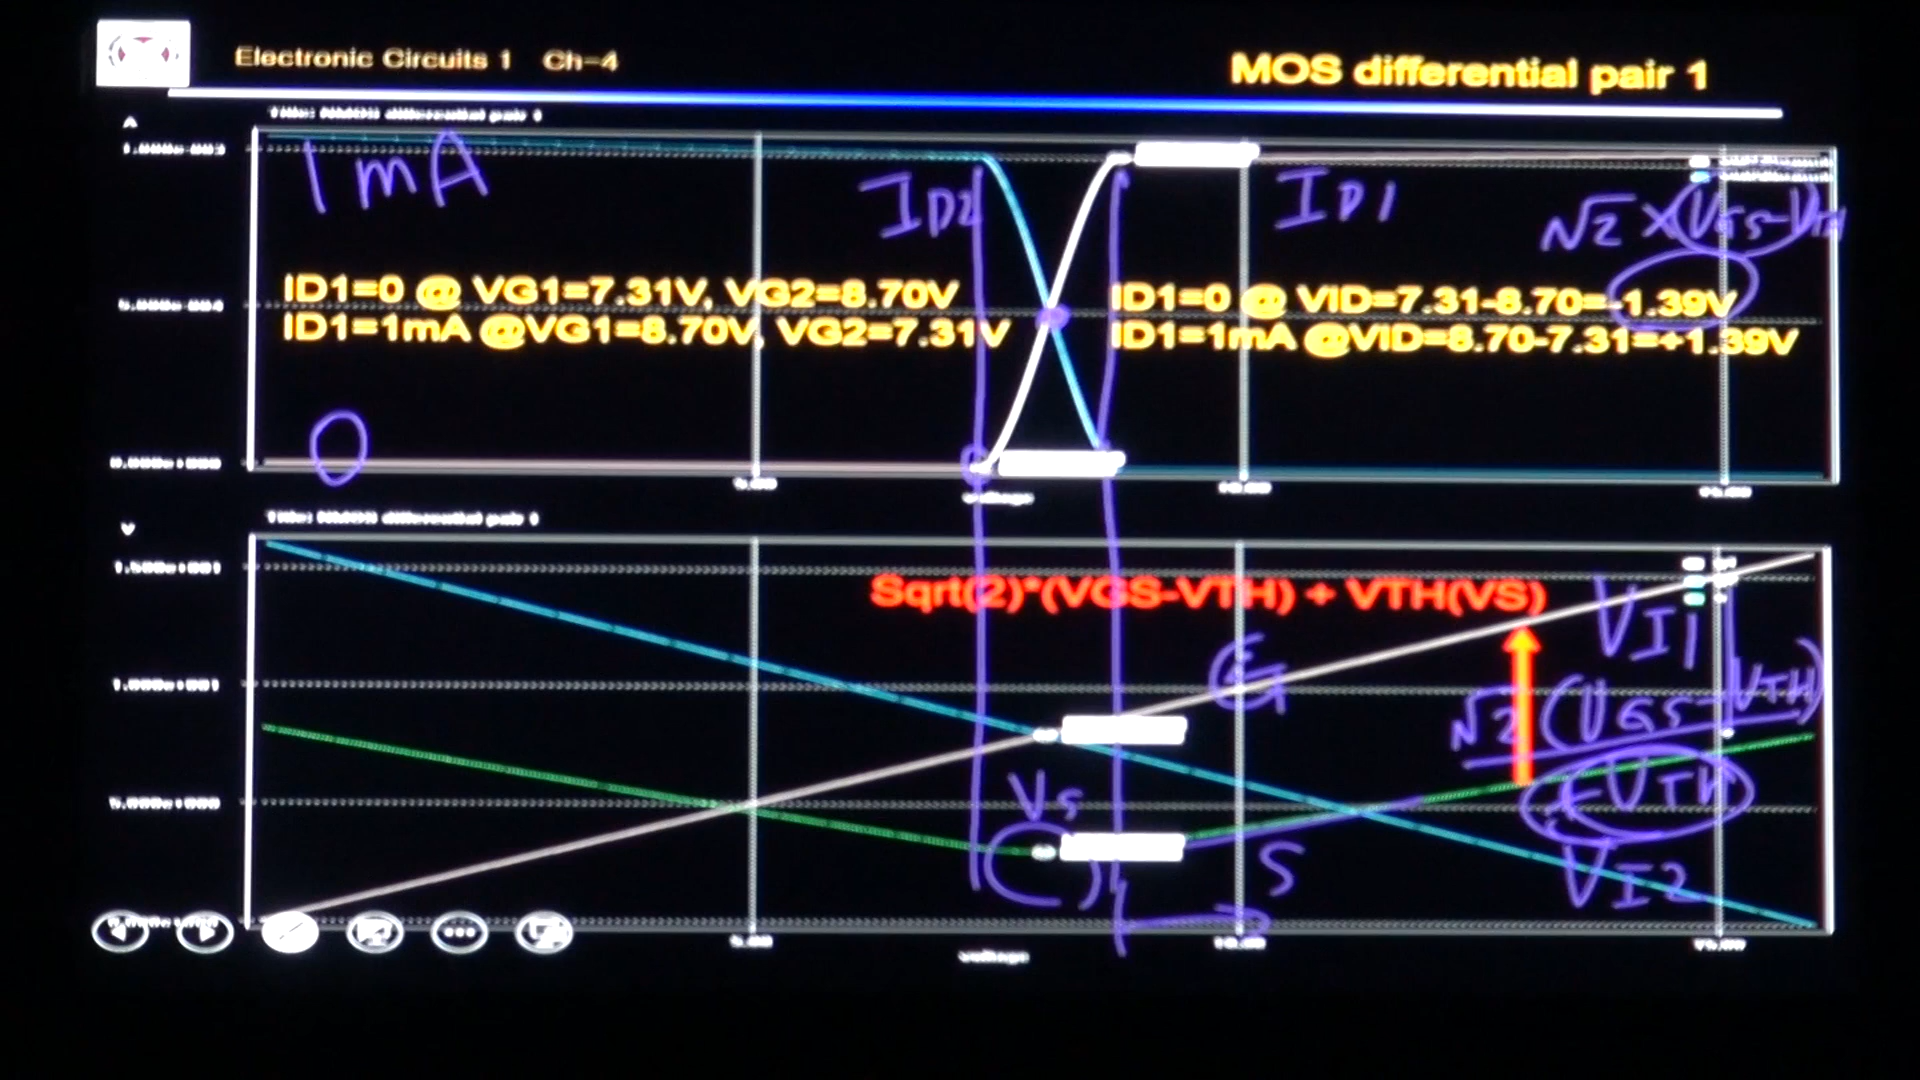 Electronic Circuits 1 Ch-4
MOS differential pair 1
1mA
ID2
ID1
√2 ×(VGS-VTH
ID1=0 @ VG1=7.31V, VG2=8.70V
ID1=1mA @VG1=8.70V, VG2=7.31V
ID1=0 @ VID=7.31-8.70=-1.39V
ID1=1mA @VID=8.70-7.31=+1.39V
0
voltage
Sqrt(2)*(VGS-VTH) + VTH(VS)
VI1
G
√2 (VGS-VTH)
+VTH
VS
S
VI2
voltage